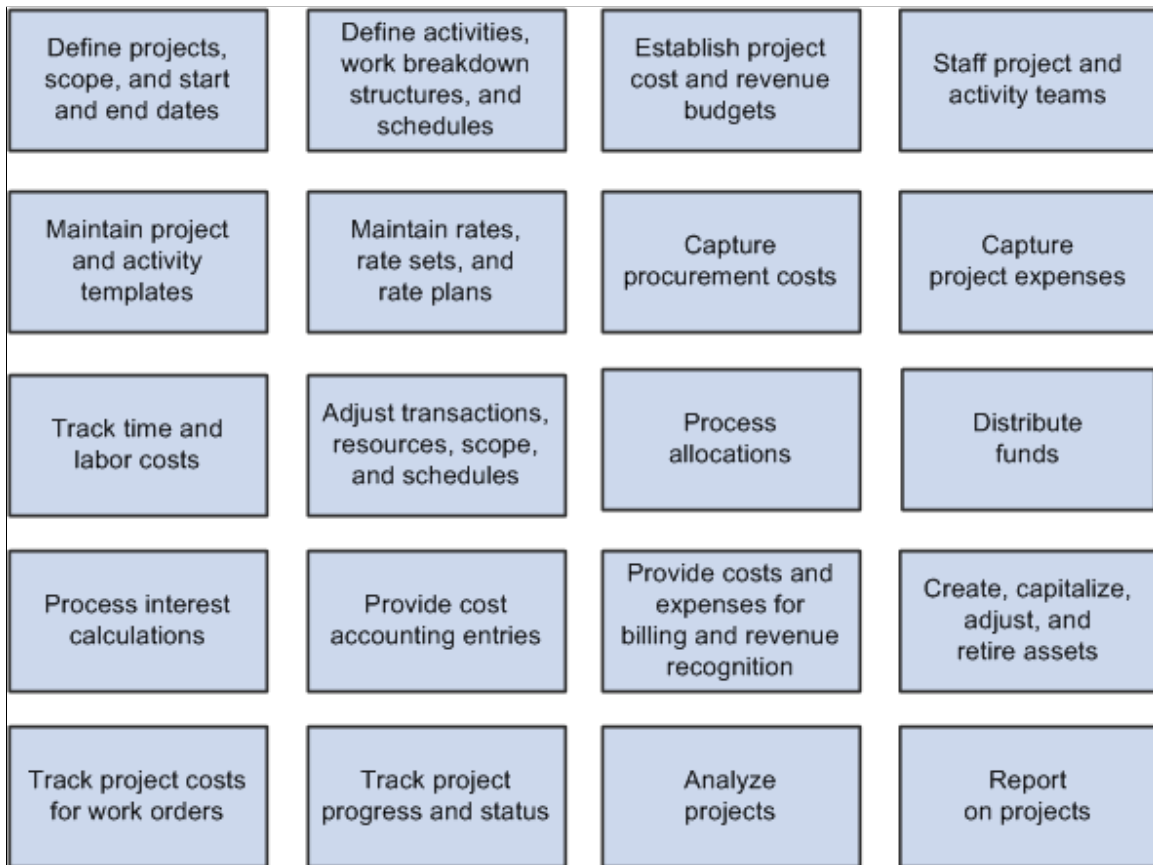 Define projects,
scope, and start
and end dates
Define activities,
work breakdown
structures, and
schedules
Establish project
cost and revenue
budgets
Staff project and
activity teams
Maintain project
and activity
templates
Maintain rates,
rate sets, and
rate plans
Capture
procurement costs
Capture
project expenses
Track time and
labor costs
Adjust transactions,
resources, scope,
and schedules
Process
allocations
Distribute
funds
Process interest
calculations
Provide cost
accounting entries
Provide costs and
expenses for
billing and revenue
recognition
Create, capitalize,
adjust, and
retire assets
Track project costs
for work orders
Track project
progress and status
Analyze
projects
Report
on projects